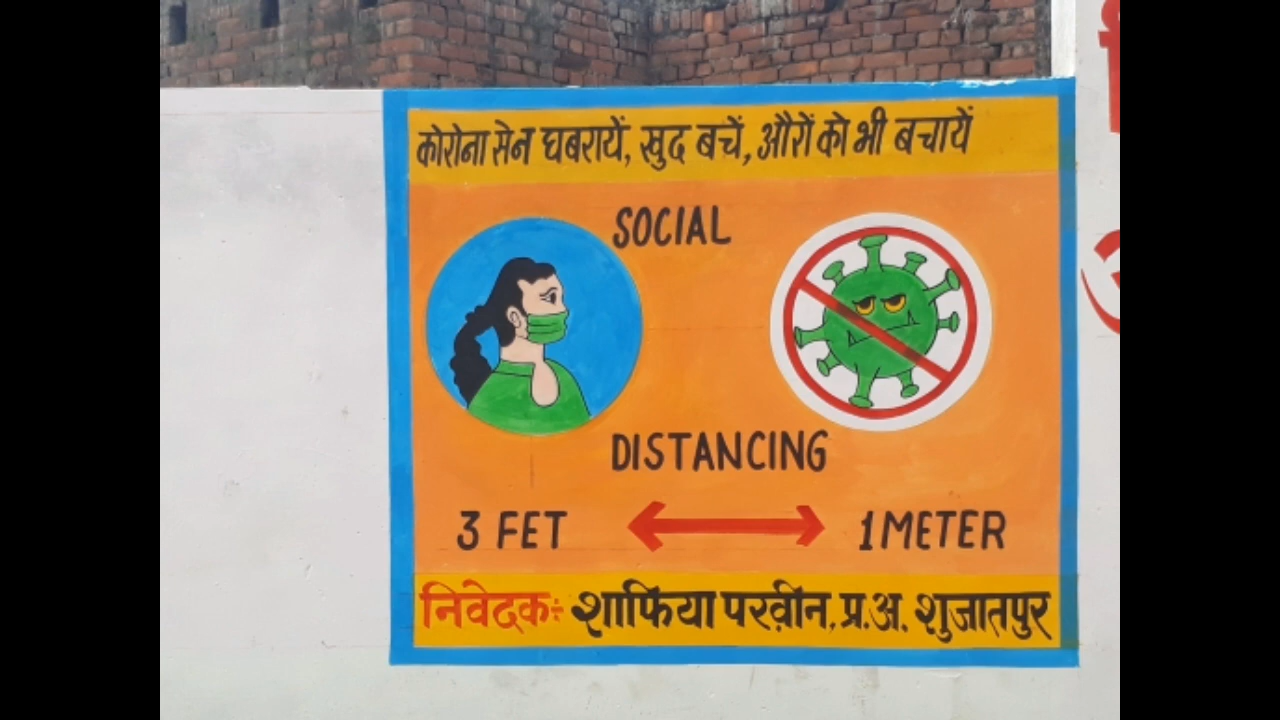 कोरोना से न घबरायें, खुद बचें, औरों को भी बचायें
SOCIAL
DISTANCING
3 FET 1 METER
निवेदकः- शाफिया परवीन, प्र.अ. शुजातपुर